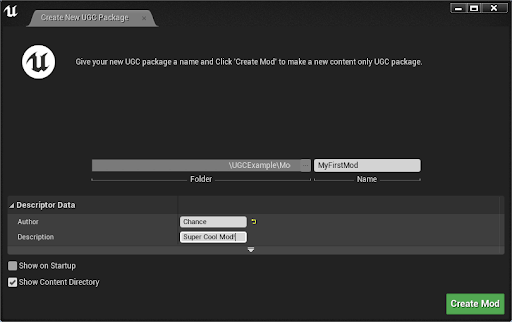 Create New UGC Package
Give your new UGC package a name and Click 'Create Mod' to make a new content only UGC package.
\UGCExample\Mo
MyFirstMod
Folder
Name
Descriptor Data
Author
Chance
Description
Super Cool Mod!
Show on Startup
Show Content Directory
Create Mod